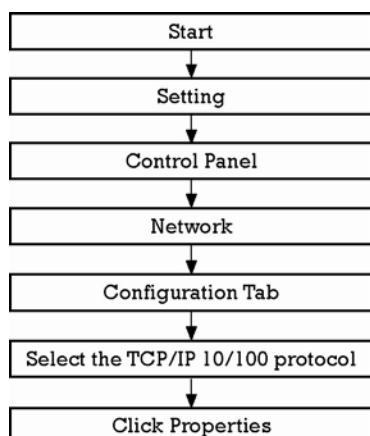 Start
Setting
Control Panel
Network
Configuration Tab
Select the TCP/IP 10/100 protocol
Click Properties